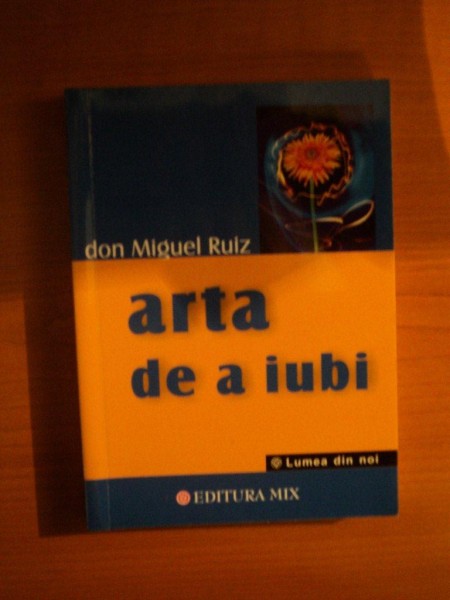 don Miguel Ruiz
arta
de a iubi
Lumea din noi
EDITURA MIX